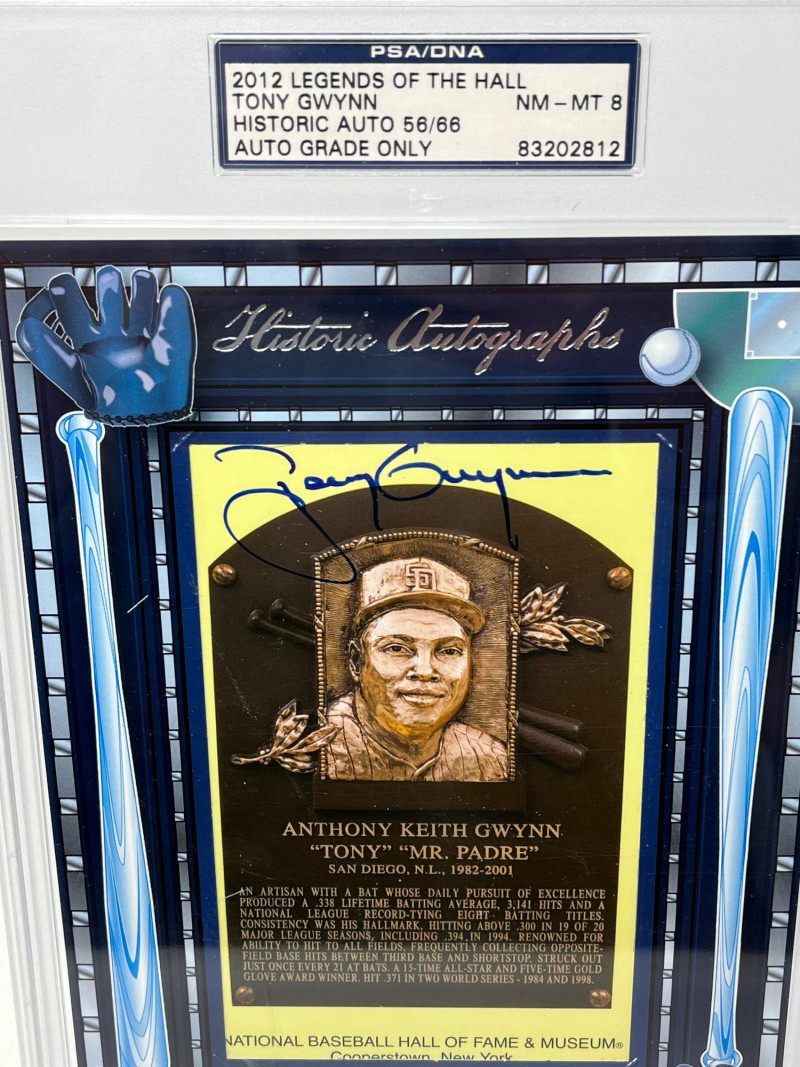 PSA/DNA
2012 LEGENDS OF THE HALL
TONY GWYNN NM-MT 8
HISTORIC AUTO 56/66
AUTO GRADE ONLY 83202812
Historic Autographs
Tony Gwynn
SD
ANTHONY KEITH GWYNN
“TONY” “MR. PADRE”
SAN DIEGO, N.L., 1982-2001
AN ARTISAN WITH A BAT WHOSE DAILY PURSUIT OF EXCELLENCE
PRODUCED A .338 LIFETIME BATTING AVERAGE, 3,141 HITS AND A
NATIONAL LEAGUE RECORD-TYING EIGHT BATTING TITLES.
CONSISTENCY WAS HIS HALLMARK, HITTING ABOVE .300 IN 19 OF 20
MAJOR LEAGUE SEASONS, INCLUDING .394 IN 1994. RENOWNED FOR
ABILITY TO HIT TO ALL FIELDS, FREQUENTLY COLLECTING OPPOSITE-
FIELD BASE HITS BETWEEN THIRD BASE AND SHORTSTOP. STRUCK OUT
JUST ONCE EVERY 21 AT BATS. A 15-TIME ALL-STAR AND FIVE-TIME GOLD
GLOVE AWARD WINNER. HIT .371 IN TWO WORLD SERIES - 1984 AND 1998.
NATIONAL BASEBALL HALL OF FAME & MUSEUM®
Cooperstown, New York